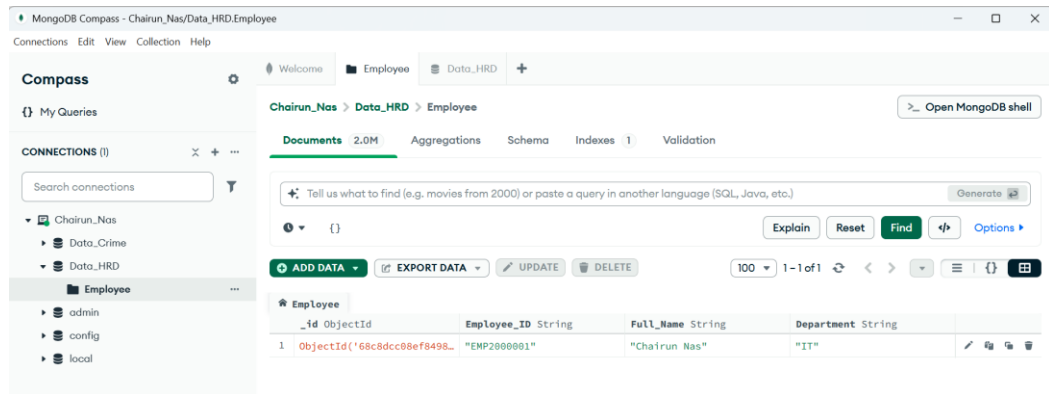 MongoDB Compass - Chairun_Nas/Data_HRD.Employee
Connections Edit View Collection Help
Compass
{} My Queries
CONNECTIONS (1)
Search connections
Chairun_Nas
Data_Crime
Data_HRD
Employee
admin
config
local
Welcome Employee Data_HRD
Chairun_Nas > Data_HRD > Employee
>_ Open MongoDB shell
Documents 2.0M Aggregations Schema Indexes 1 Validation
Tell us what to find (e.g. movies from 2000) or paste a query in another language (SQL, Java, etc.) Generate
{} Explain Reset Find </> Options
ADD DATA EXPORT DATA UPDATE DELETE 100 1 - 1 of 1 {}
Employee
_id ObjectId Employee_ID String Full_Name String Department String
1 ObjectId('68c8dcc08ef8498… "EMP2000001" "Chairun Nas" "IT"